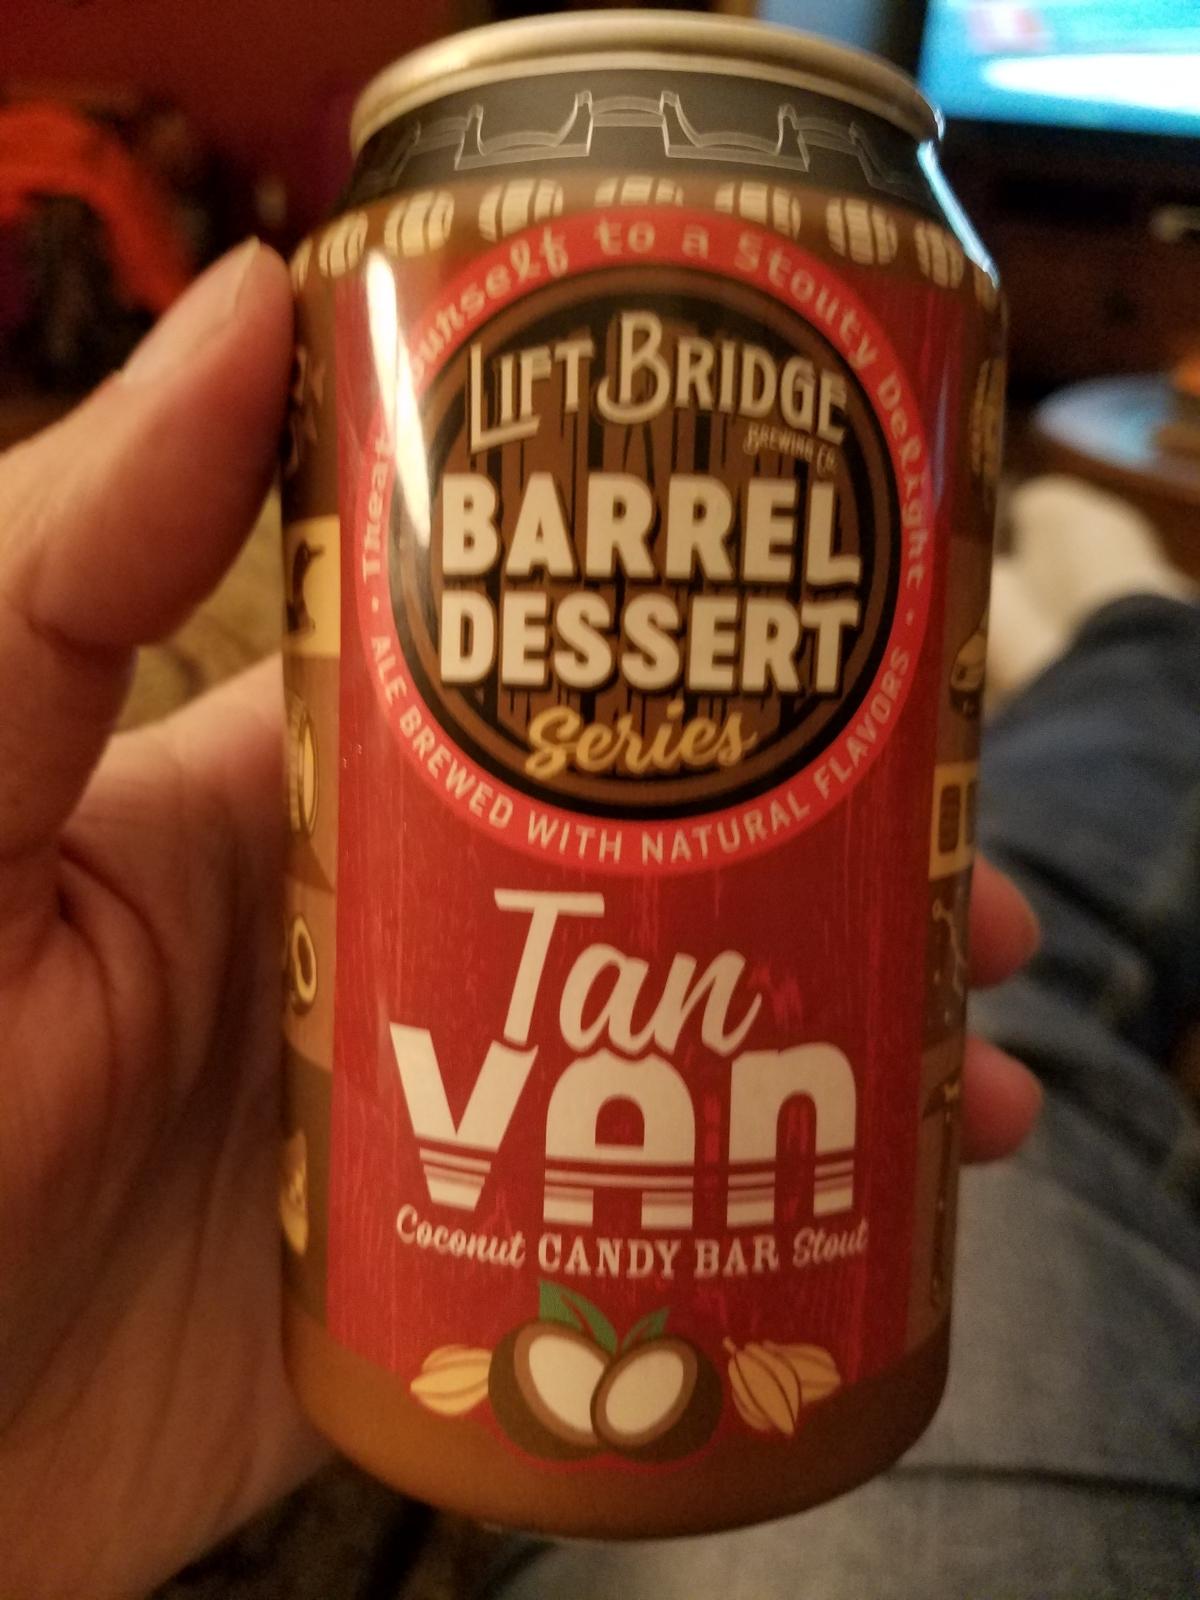 Treat yourself to a Stouty Delight
LIFT BRIDGE
BREWING CO.
BARREL
DESSERT
Series
ALE BREWED WITH NATURAL FLAVORS
Tan
VAN
Coconut CANDY BAR Stout